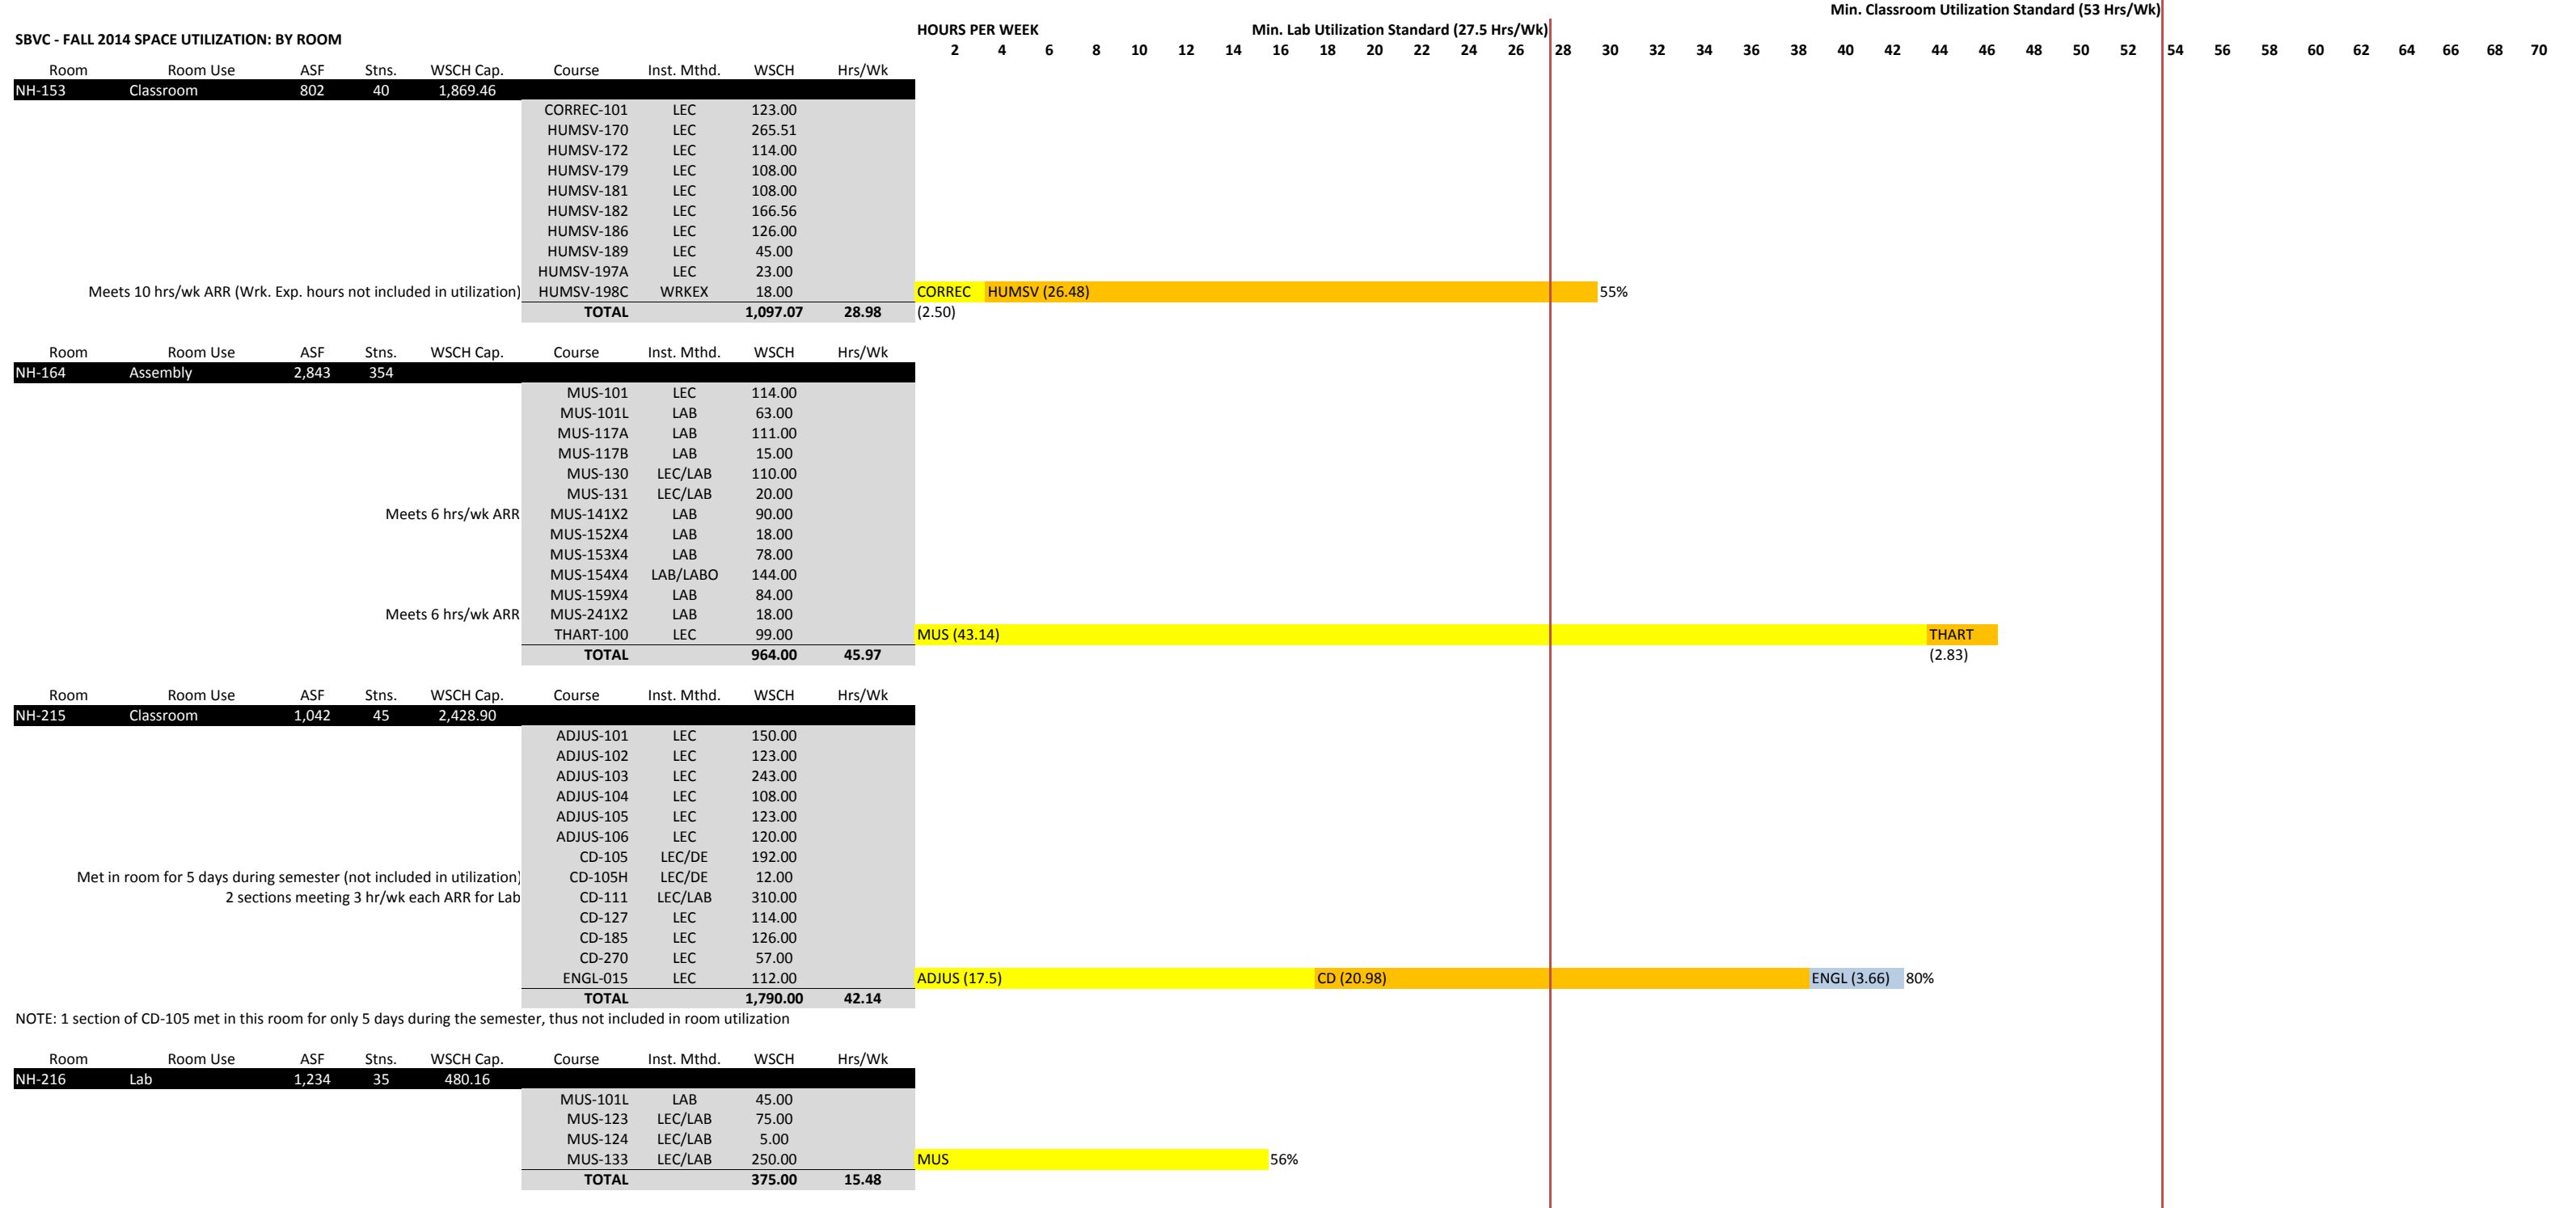 Min. Classroom Utilization Standard (53 Hrs/Wk)
HOURS PER WEEK Min. Lab Utilization Standard (27.5 Hrs/Wk)
SBVC - FALL 2014 SPACE UTILIZATION: BY ROOM
2 4 6 8 10 12 14 16 18 20 22 24 26 28 30 32 34 36 38 40 42 44 46 48 50 52 54 56 58 60 62 64 66 68 70
Room Room Use ASF Stns. WSCH Cap. Course Inst. Mthd. WSCH Hrs/Wk
NH-153 Classroom 802 40 1,869.46
CORREC-101 LEC 123.00
HUMSV-170 LEC 265.51
HUMSV-172 LEC 114.00
HUMSV-179 LEC 108.00
HUMSV-181 LEC 108.00
HUMSV-182 LEC 166.56
HUMSV-186 LEC 126.00
HUMSV-189 LEC 45.00
HUMSV-197A LEC 23.00
Meets 10 hrs/wk ARR (Wrk. Exp. hours not included in utilization) HUMSV-198C WRKEX 18.00 CORREC HUMSV (26.48) 55%
TOTAL 1,097.07 28.98 (2.50)
Room Room Use ASF Stns. WSCH Cap. Course Inst. Mthd. WSCH Hrs/Wk
NH-164 Assembly 2,843 354
MUS-101 LEC 114.00
MUS-101L LAB 63.00
MUS-117A LAB 111.00
MUS-117B LAB 15.00
MUS-130 LEC/LAB 110.00
MUS-131 LEC/LAB 20.00
Meets 6 hrs/wk ARR MUS-141X2 LAB 90.00
MUS-152X4 LAB 18.00
MUS-153X4 LAB 78.00
MUS-154X4 LAB/LABO 144.00
MUS-159X4 LAB 84.00
Meets 6 hrs/wk ARR MUS-241X2 LAB 18.00
THART-100 LEC 99.00 MUS (43.14) THART
TOTAL 964.00 45.97 (2.83)
Room Room Use ASF Stns. WSCH Cap. Course Inst. Mthd. WSCH Hrs/Wk
NH-215 Classroom 1,042 45 2,428.90
ADJUS-101 LEC 150.00
ADJUS-102 LEC 123.00
ADJUS-103 LEC 243.00
ADJUS-104 LEC 108.00
ADJUS-105 LEC 123.00
ADJUS-106 LEC 120.00
CD-105 LEC/DE 192.00
Met in room for 5 days during semester (not included in utilization) CD-105H LEC/DE 12.00
2 sections meeting 3 hr/wk each ARR for Lab CD-111 LEC/LAB 310.00
CD-127 LEC 114.00
CD-185 LEC 126.00
CD-270 LEC 57.00
ENGL-015 LEC 112.00 ADJUS (17.5) CD (20.98) ENGL (3.66) 80%
TOTAL 1,790.00 42.14
NOTE: 1 section of CD-105 met in this room for only 5 days during the semester, thus not included in room utilization
Room Room Use ASF Stns. WSCH Cap. Course Inst. Mthd. WSCH Hrs/Wk
NH-216 Lab 1,234 35 480.16
MUS-101L LAB 45.00
MUS-123 LEC/LAB 75.00
MUS-124 LEC/LAB 5.00
MUS-133 LEC/LAB 250.00 MUS 56%
TOTAL 375.00 15.48